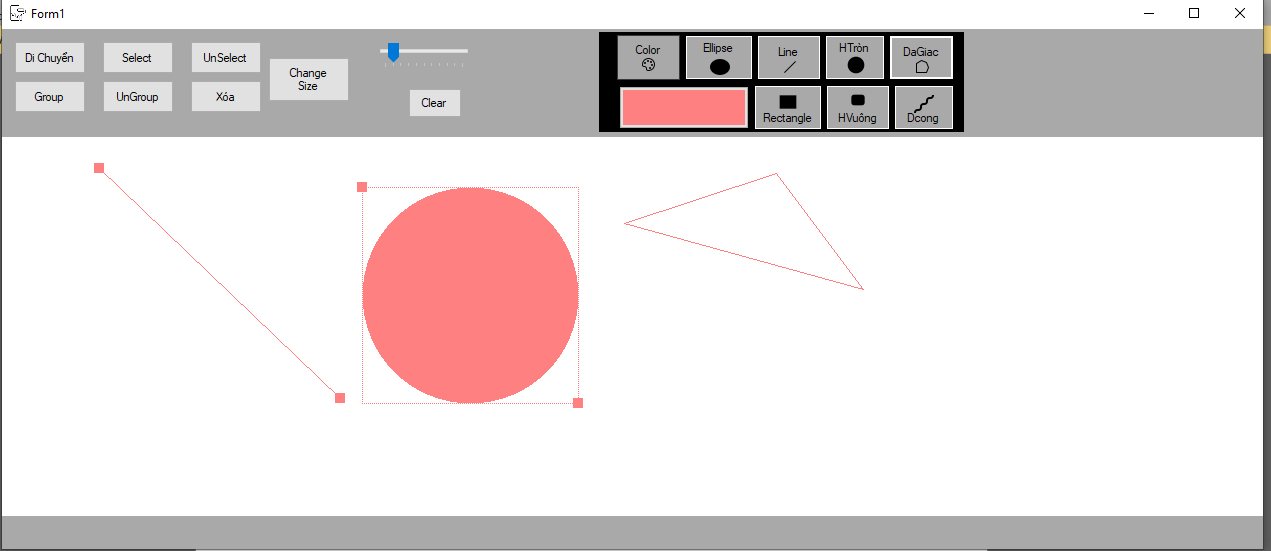 Form1
Di Chuyển
Select
UnSelect
Change
Size
Group
UnGroup
Xóa
Clear
Color
Ellipse
Line
HTròn
DaGiac
Rectangle
HVuông
Dcong